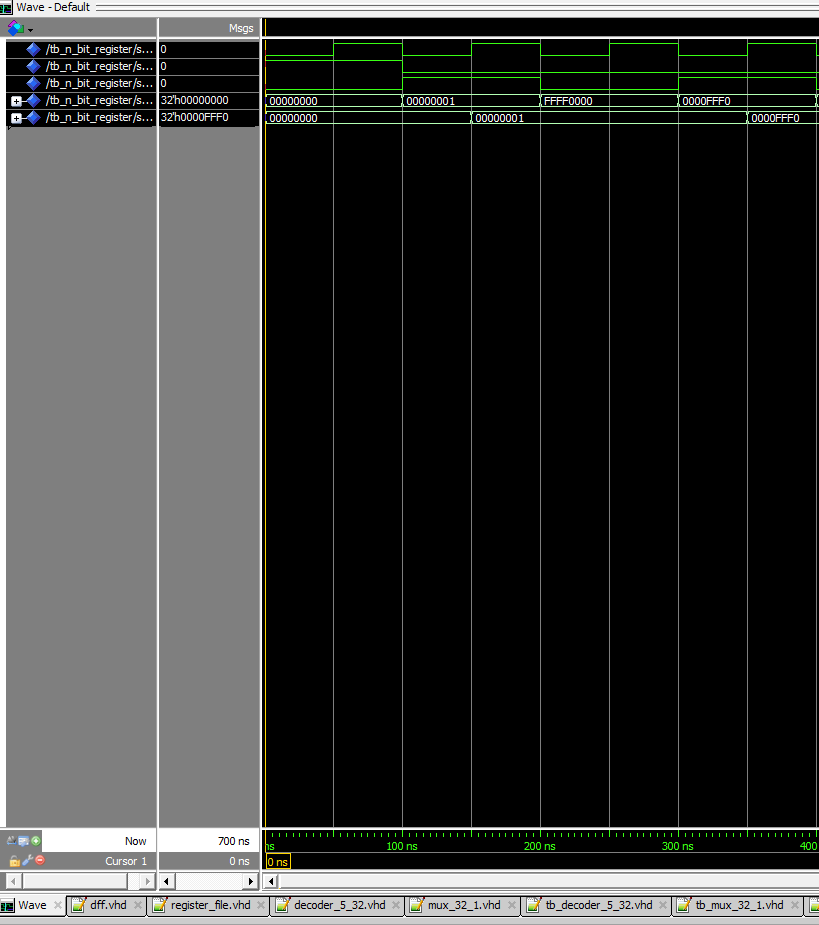 Wave - Default
Msgs
/tb_n_bit_register/s... 0
/tb_n_bit_register/s... 0
/tb_n_bit_register/s... 0
/tb_n_bit_register/s... 32'h00000000 00000000 00000001 FFFF0000 0000FFF0
/tb_n_bit_register/s... 32'h0000FFF0 00000000 00000001 0000FFF0
Now 700 ns ns 100 ns 200 ns 300 ns 400
Cursor 1 0 ns 0 ns
Wave dff.vhd register_file.vhd decoder_5_32.vhd mux_32_1.vhd tb_decoder_5_32.vhd tb_mux_32_1.vhd